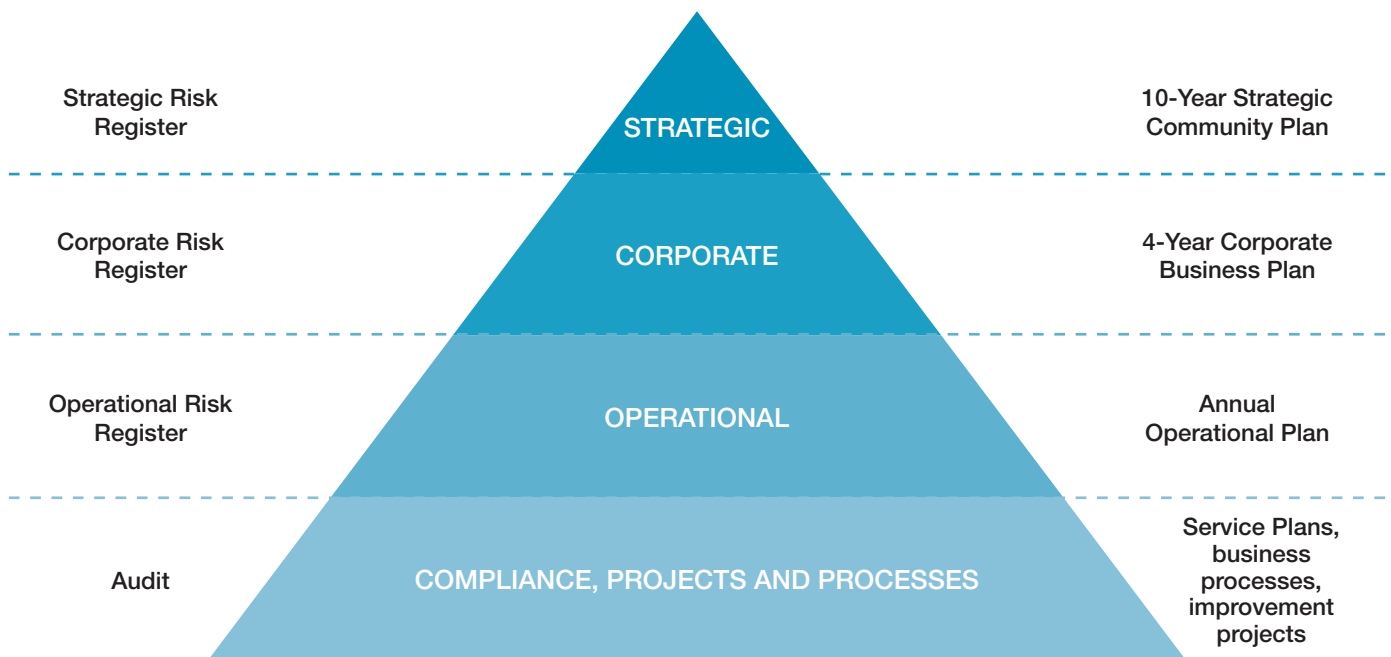 Strategic Risk
Register
STRATEGIC
10-Year Strategic
Community Plan
Corporate Risk
Register
CORPORATE
4-Year Corporate
Business Plan
Operational Risk
Register
OPERATIONAL
Annual
Operational Plan
Audit
COMPLIANCE, PROJECTS AND PROCESSES
Service Plans,
business
processes,
improvement
projects